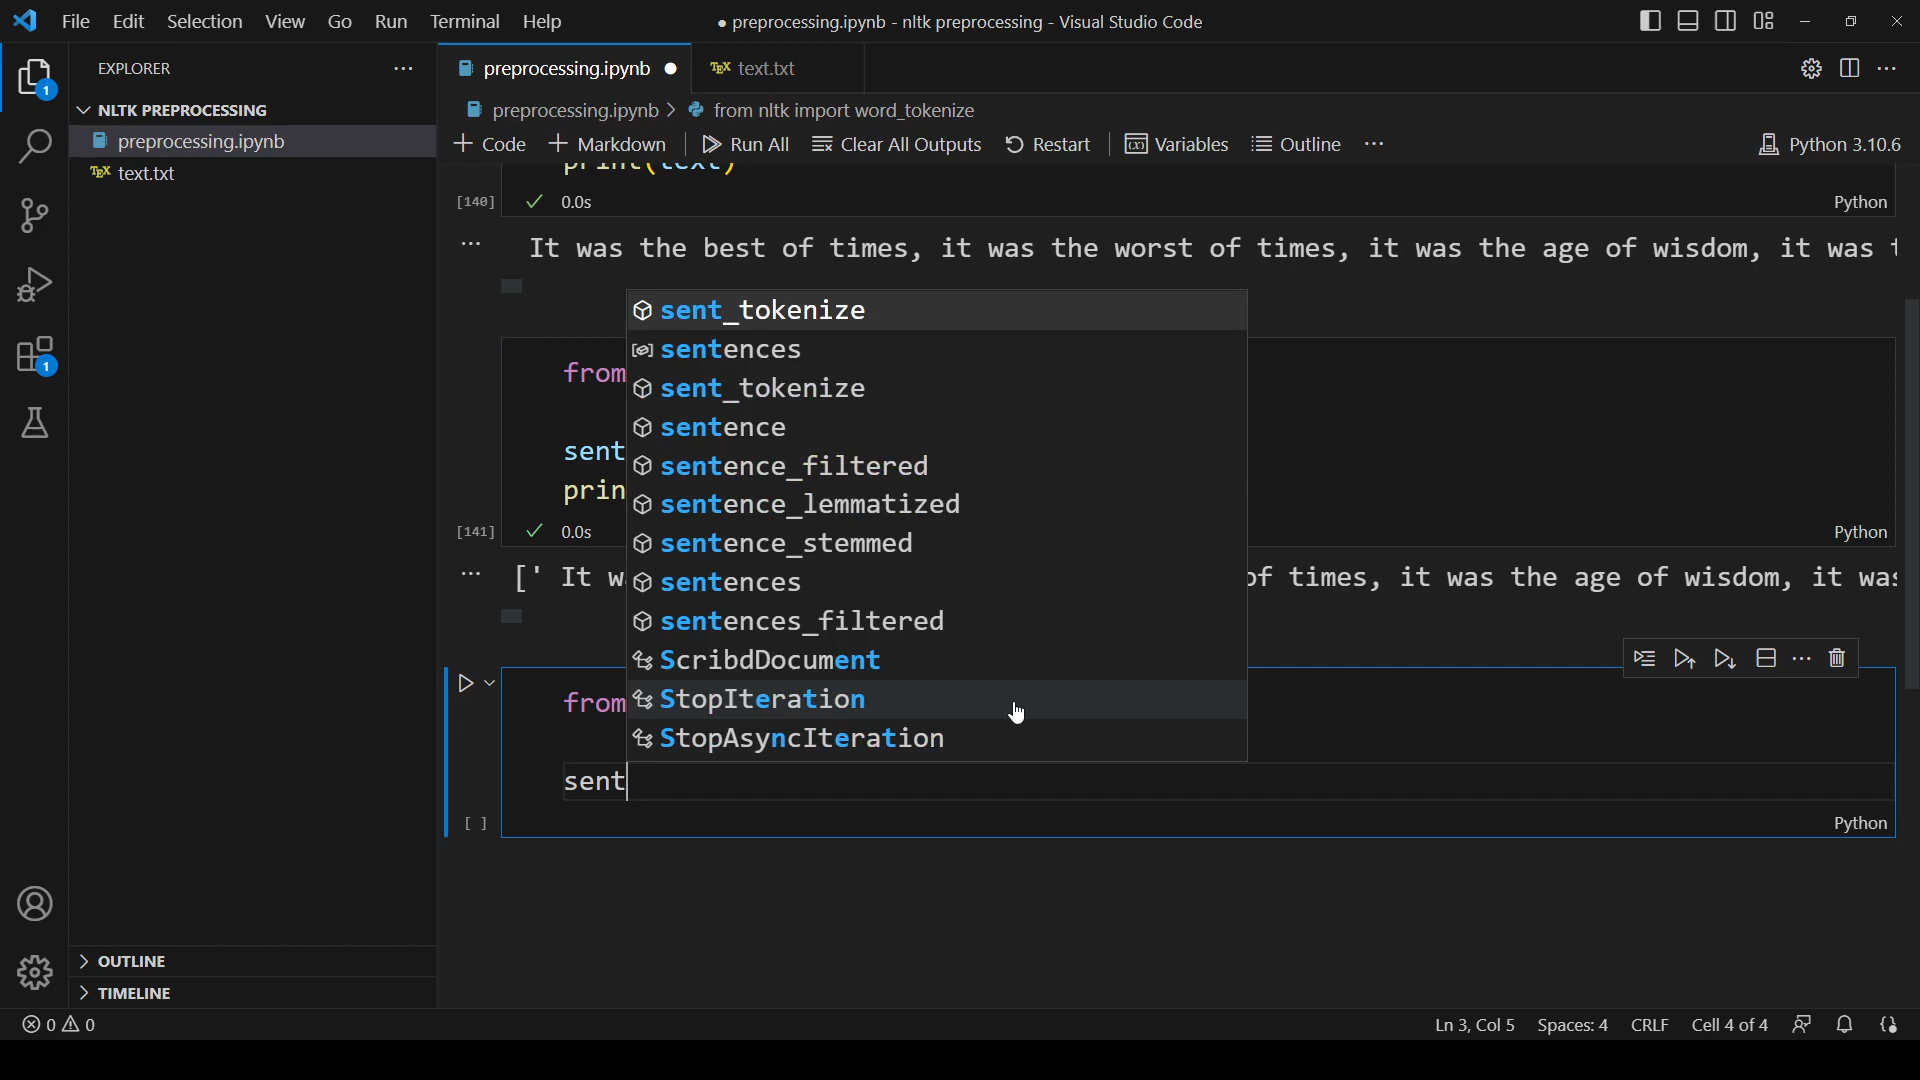 File Edit Selection View Go Run Terminal Help
● preprocessing.ipynb - nltk preprocessing - Visual Studio Code
EXPLORER
NLTK PREPROCESSING
preprocessing.ipynb
text.txt
OUTLINE
TIMELINE
1
1
preprocessing.ipynb
TEX text.txt
preprocessing.ipynb > from nltk import word_tokenize
+ Code + Markdown Run All Clear All Outputs Restart Variables Outline ... Python 3.10.6
print(text)
[140] ✓ 0.0s Python
It was the best of times, it was the worst of times, it was the age of wisdom, it was t
from
sent
prin
[141] ✓ 0.0s Python
[' It w
of times, it was the age of wisdom, it was
from
sent
[ ] Python
sent_tokenize
sentences
sent_tokenize
sentence
sentence_filtered
sentence_lemmatized
sentence_stemmed
sentences
sentences_filtered
ScribdDocument
StopIteration
StopAsyncIteration
0 0
Ln 3, Col 5 Spaces: 4 CRLF Cell 4 of 4